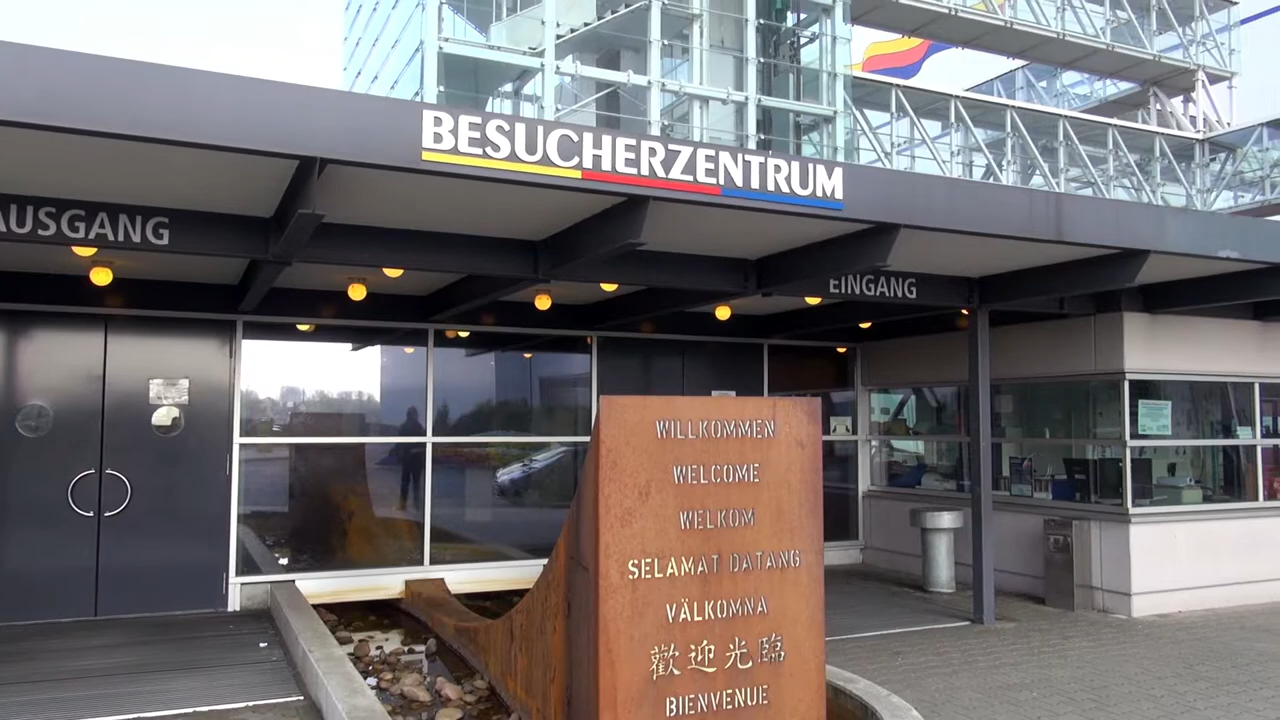 BESUCHERZENTRUM
AUSGANG
EINGANG
WILLKOMMEN
WELCOME
WELKOM
SELAMAT DATANG
VÄLKOMNA
歡迎光臨
BIENVENUE